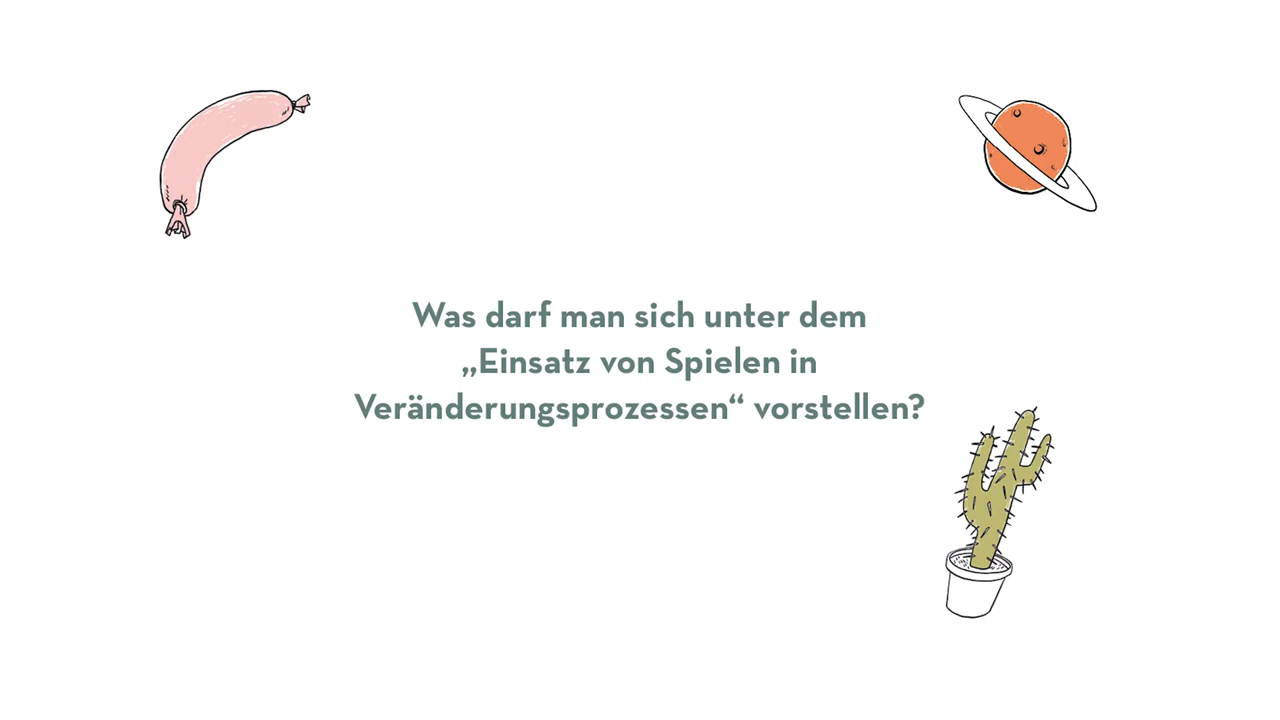 Was darf man sich unter dem
„Einsatz von Spielen in
Veränderungsprozessen“ vorstellen?